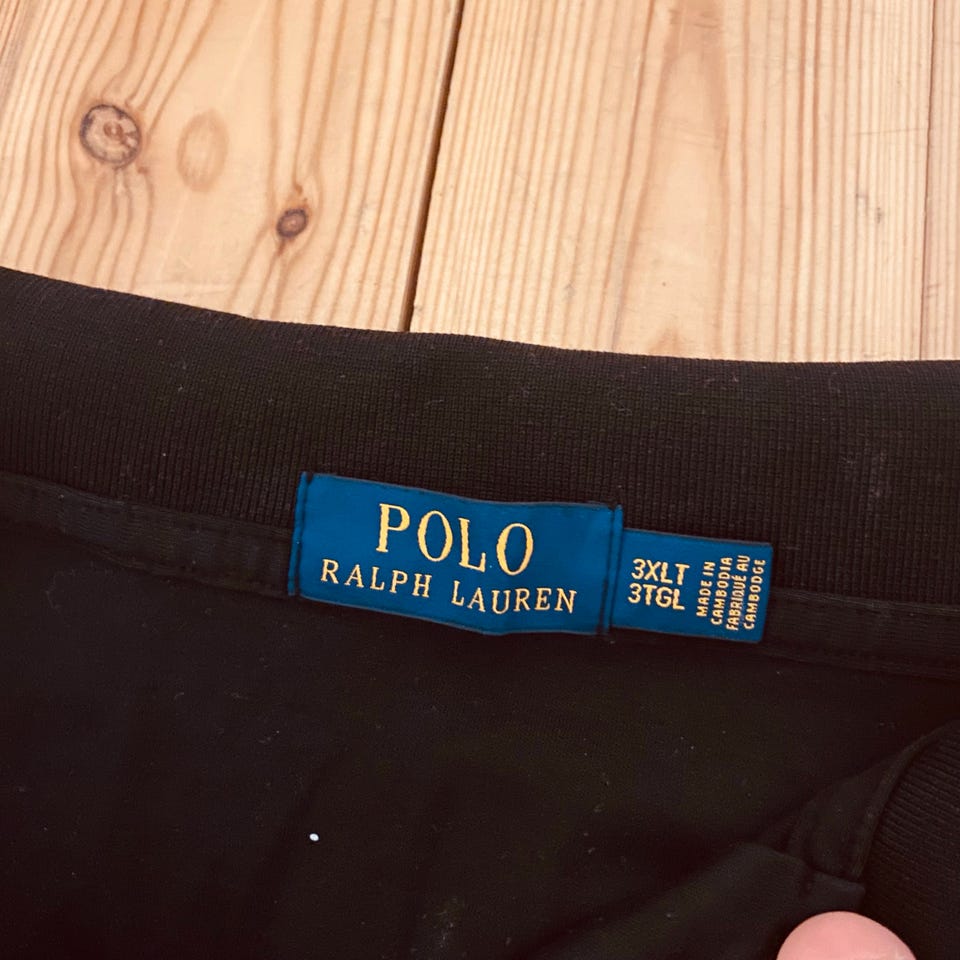 POLO
RALPH LAUREN
3XLT
3TGL
MADE IN
CAMBODIA
FABRIQUÉ AU
CAMBODGE